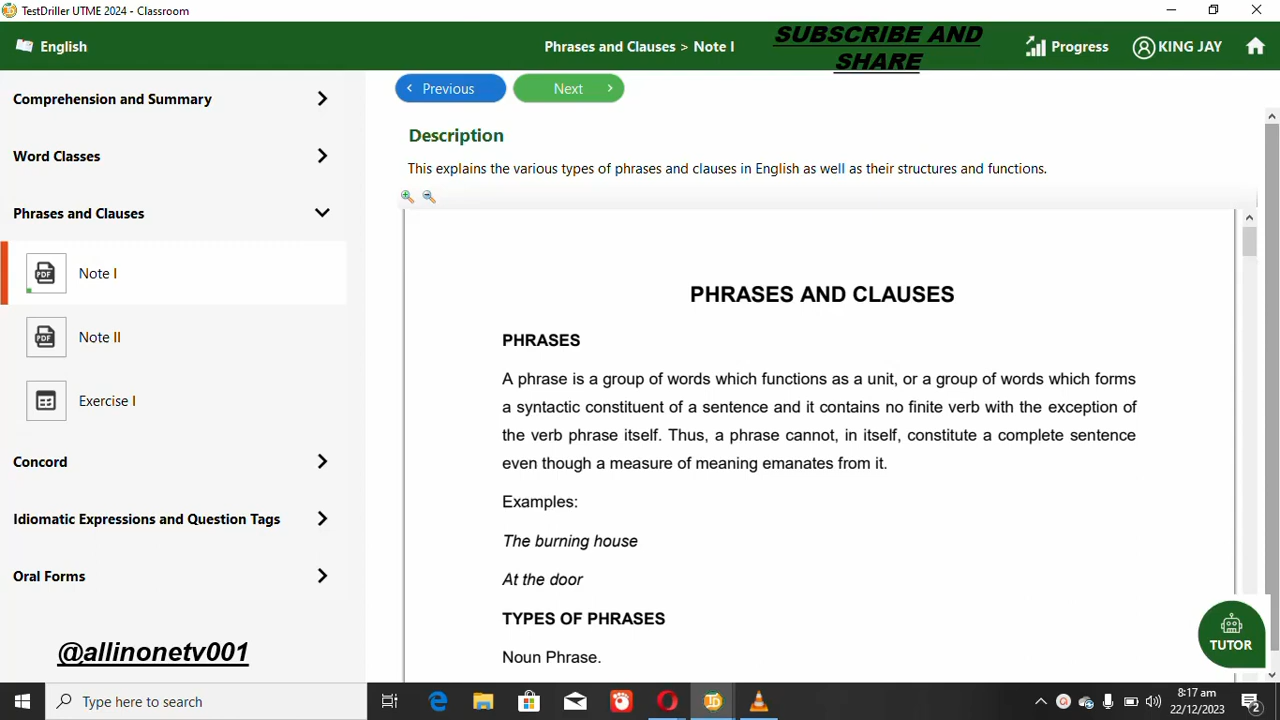 TestDriller UTME 2024 - Classroom
English
Phrases and Clauses > Note I
SUBSCRIBE AND
SHARE
Progress
KING JAY
Comprehension and Summary
Word Classes
Phrases and Clauses
PDF
Note I
PDF
Note II
Exercise I
Concord
Idiomatic Expressions and Question Tags
Oral Forms
@allinonetv001
Previous
Next
Description
This explains the various types of phrases and clauses in English as well as their structures and functions.
PHRASES AND CLAUSES
PHRASES
A phrase is a group of words which functions as a unit, or a group of words which forms
a syntactic constituent of a sentence and it contains no finite verb with the exception of
the verb phrase itself. Thus, a phrase cannot, in itself, constitute a complete sentence
even though a measure of meaning emanates from it.
Examples:
The burning house
At the door
TYPES OF PHRASES
Noun Phrase.
TUTOR
Type here to search
8:17 am
22/12/2023
2